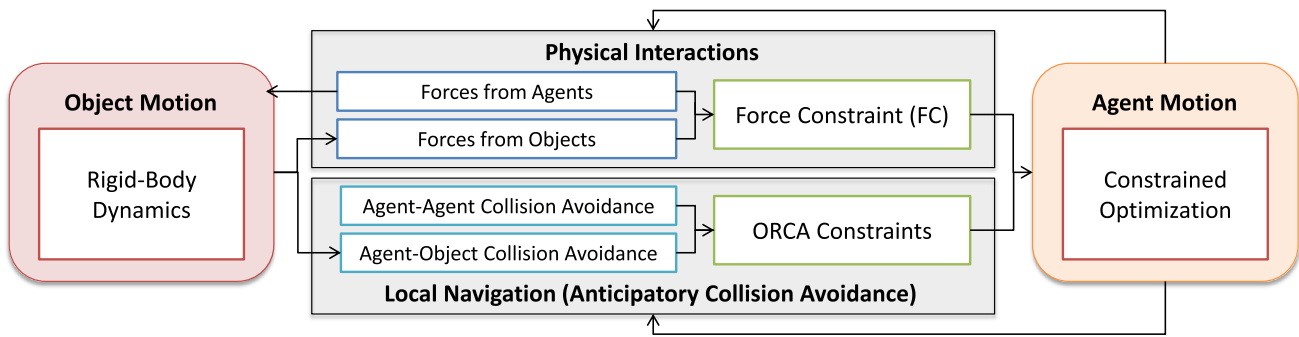 Object Motion
Rigid-Body
Dynamics
Physical Interactions
Forces from Agents
Forces from Objects
Force Constraint (FC)
Agent-Agent Collision Avoidance
Agent-Object Collision Avoidance
ORCA Constraints
Local Navigation (Anticipatory Collision Avoidance)
Agent Motion
Constrained
Optimization